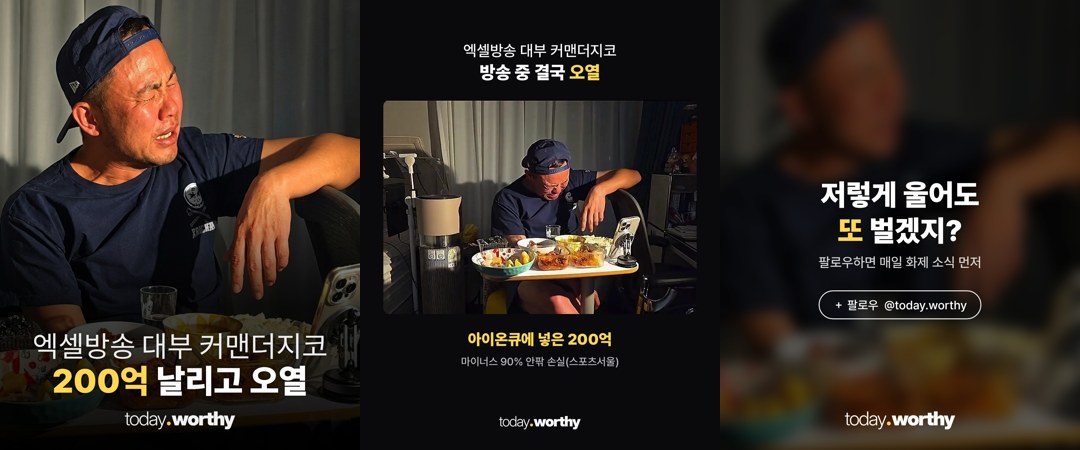 엑셀방송 대부 커맨더지코
200억 날리고 오열
today.worthy
엑셀방송 대부 커맨더지코
방송 중 결국 오열
아이온큐에 넣은 200억
마이너스 90% 안팎 손실(스포츠서울)
today.worthy
저렇게 울어도
또 벌겠지?
팔로우하면 매일 화제 소식 먼저
+ 팔로우 @today.worthy
today.worthy